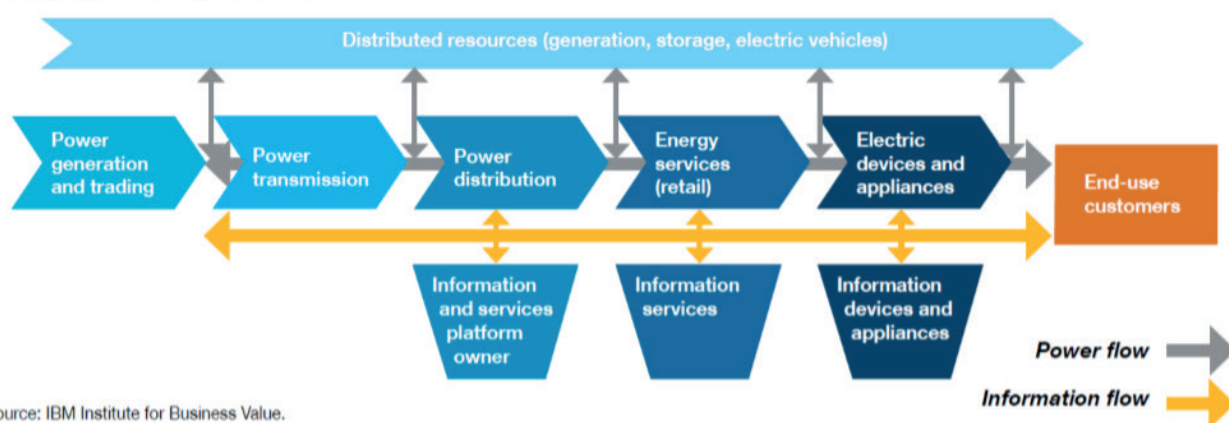 Distributed resources (generation, storage, electric vehicles)
Power
generation
and trading
Power
transmission
Power
distribution
Energy
services
(retail)
Electric
devices and
appliances
End-use
customers
Information
and services
platform
owner
Information
services
Information
devices and
appliances
Power flow
Information flow
ource: IBM Institute for Business Value.